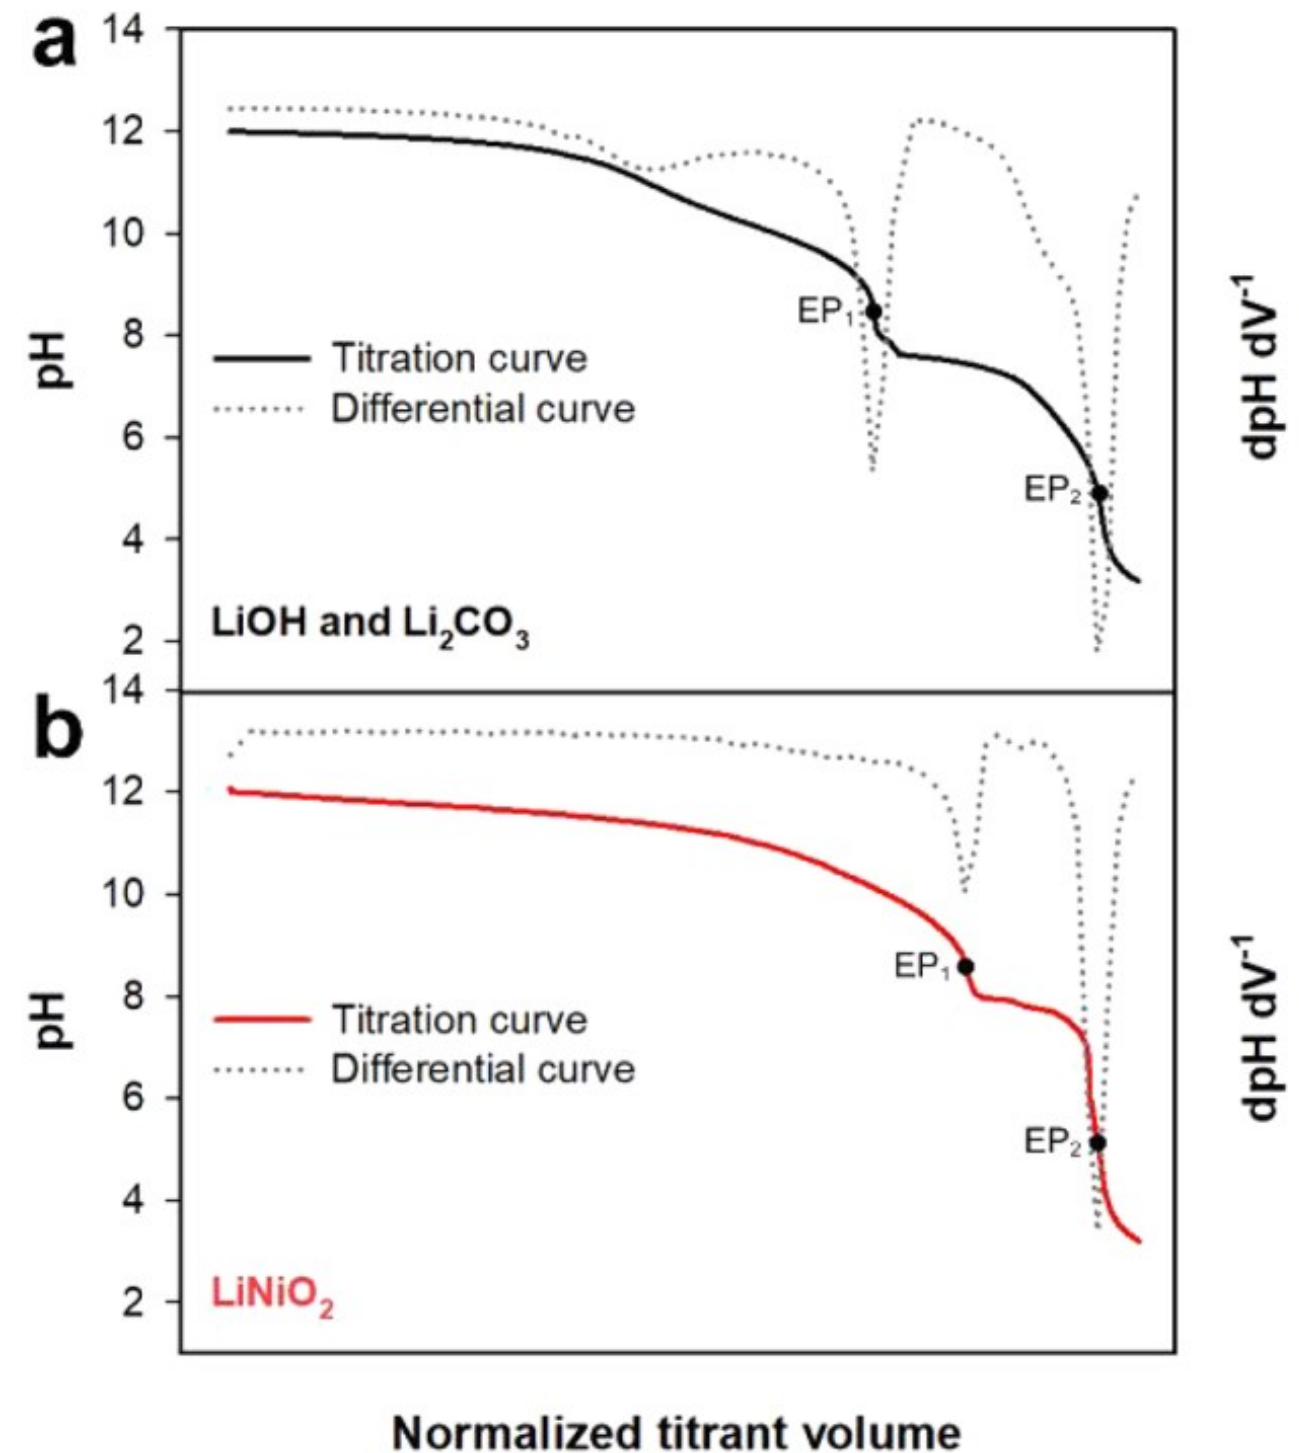 a
14
12
10
8
6
4
2
pH
dpH dV⁻¹
EP₁
EP₂
Titration curve
Differential curve
LiOH and Li₂CO₃
b
14
12
10
8
6
4
2
pH
dpH dV⁻¹
EP₁
EP₂
Titration curve
Differential curve
LiNiO₂
Normalized titrant volume